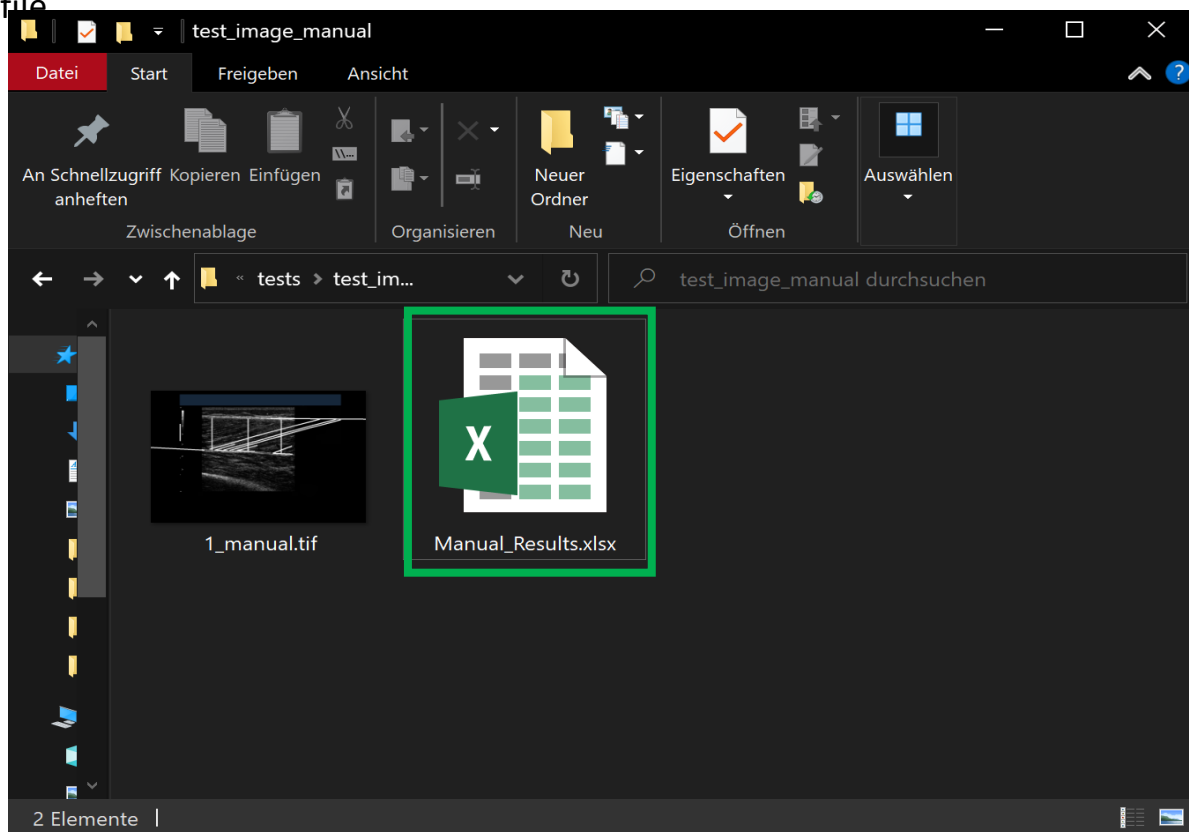 file
test_image_manual
Datei Start Freigeben Ansicht
An Schnellzugriff anheften
Kopieren
Einfügen
Neuer Ordner
Eigenschaften
Auswählen
Zwischenablage Organisieren Neu Öffnen
« tests > test_im...
test_image_manual durchsuchen
X
1_manual.tif
Manual_Results.xlsx
2 Elemente